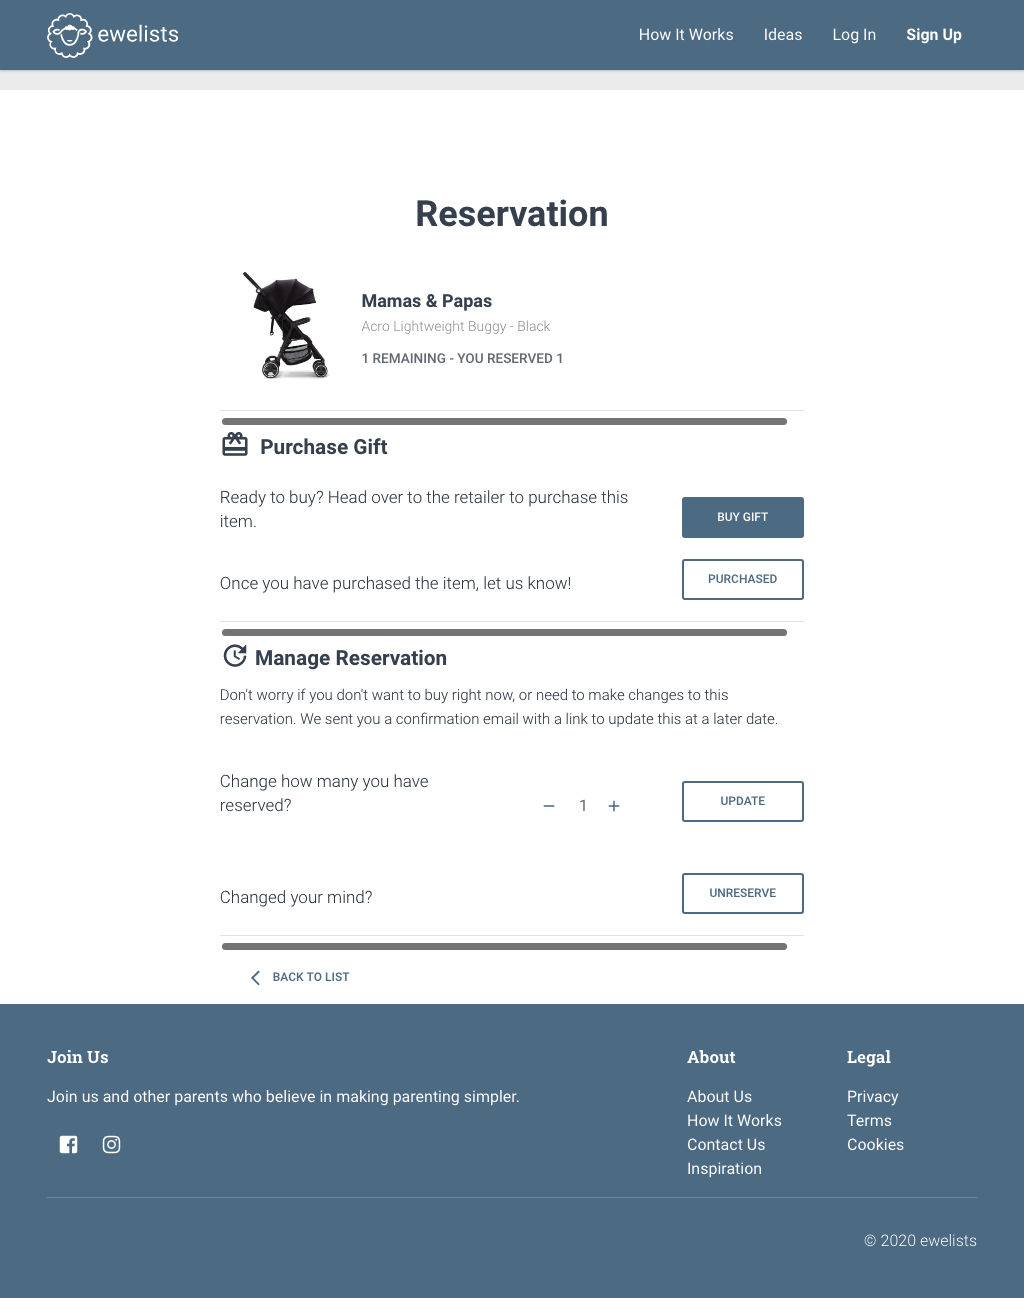 ewelists
How It Works
Ideas
Log In
Sign Up
Reservation
Mamas & Papas
Acro Lightweight Buggy - Black
1 REMAINING - YOU RESERVED 1
Purchase Gift
Ready to buy? Head over to the retailer to purchase this
item.
BUY GIFT
Once you have purchased the item, let us know!
PURCHASED
Manage Reservation
Don't worry if you don't want to buy right now, or need to make changes to this
reservation. We sent you a confirmation email with a link to update this at a later date.
Change how many you have
reserved?
1
UPDATE
Changed your mind?
UNRESERVE
BACK TO LIST
Join Us
Join us and other parents who believe in making parenting simpler.
About
About Us
How It Works
Contact Us
Inspiration
Legal
Privacy
Terms
Cookies
© 2020 ewelists